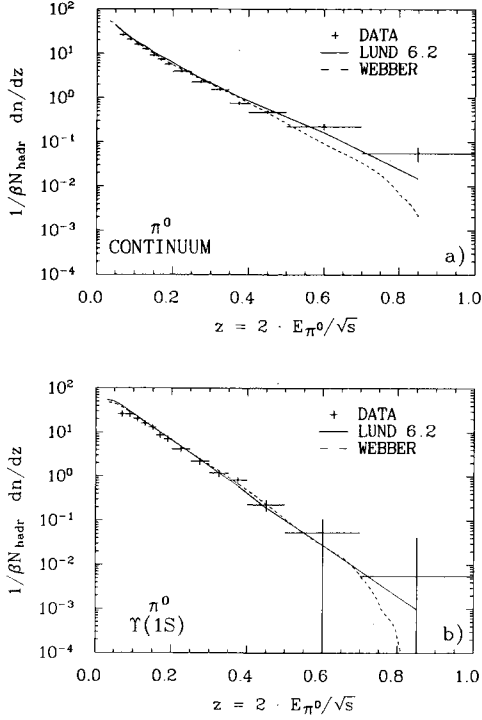 10²
10¹
10⁰
10⁻¹
10⁻²
10⁻³
10⁻⁴
1/βN_hadr dn/dz
+ DATA
LUND 6.2
WEBBER
π⁰
CONTINUUM
a)
0.0 0.2 0.4 0.6 0.8 1.0
z = 2 · E_π⁰/√s
10²
10¹
10⁰
10⁻¹
10⁻²
10⁻³
10⁻⁴
1/βN_hadr dn/dz
+ DATA
LUND 6.2
WEBBER
π⁰
Υ(1S)
b)
0.0 0.2 0.4 0.6 0.8 1.0
z = 2 · E_π⁰/√s